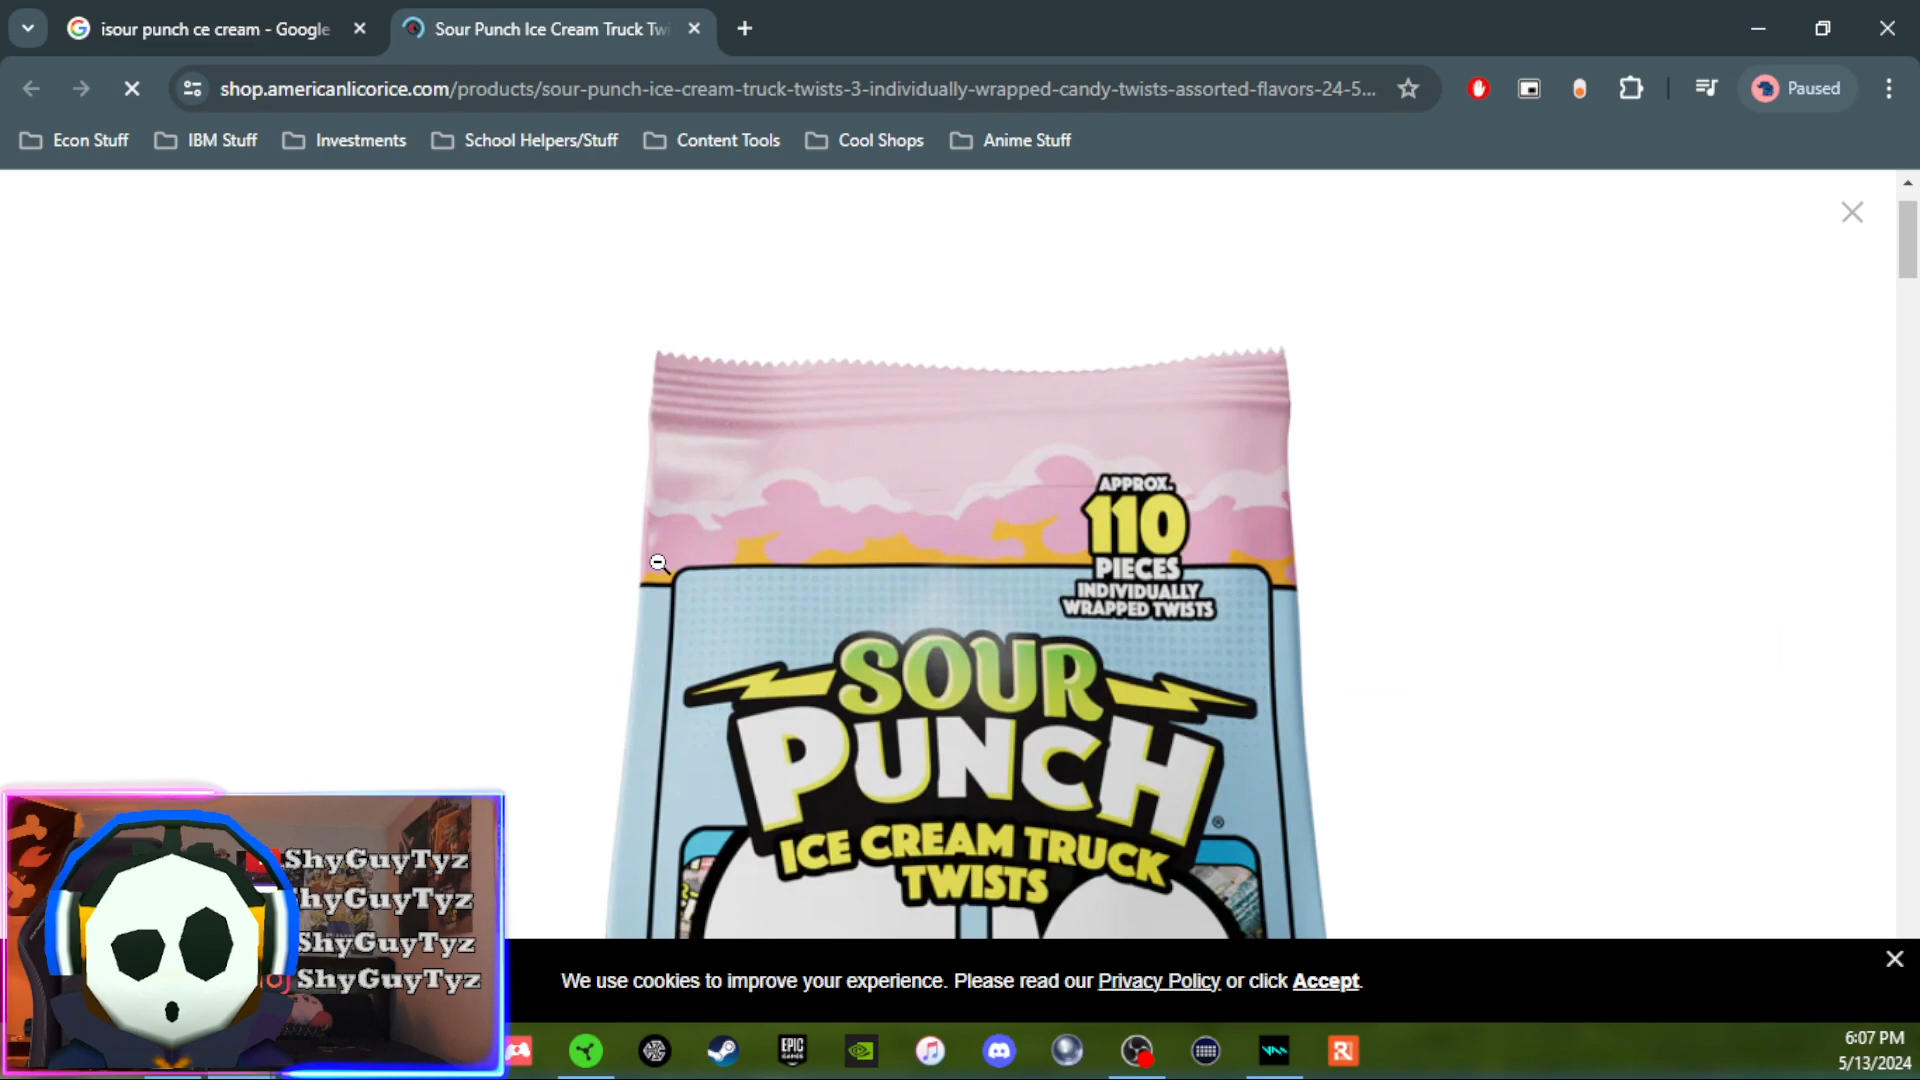 isour punch ce cream - Google
Sour Punch Ice Cream Truck Twi
shop.americanlicorice.com/products/sour-punch-ice-cream-truck-twists-3-individually-wrapped-candy-twists-assorted-flavors-24-5...
Paused
Econ Stuff
IBM Stuff
Investments
School Helpers/Stuff
Content Tools
Cool Shops
Anime Stuff
APPROX.
110
PIECES
INDIVIDUALLY
WRAPPED TWISTS
SOUR
PUNCH®
ICE CREAM TRUCK
TWISTS
ShyGuyTyz
ShyGuyTyz
ShyGuyTyz
ShyGuyTyz
We use cookies to improve your experience. Please read our Privacy Policy or click Accept.
EPIC
GAMES
6:07 PM
5/13/2024